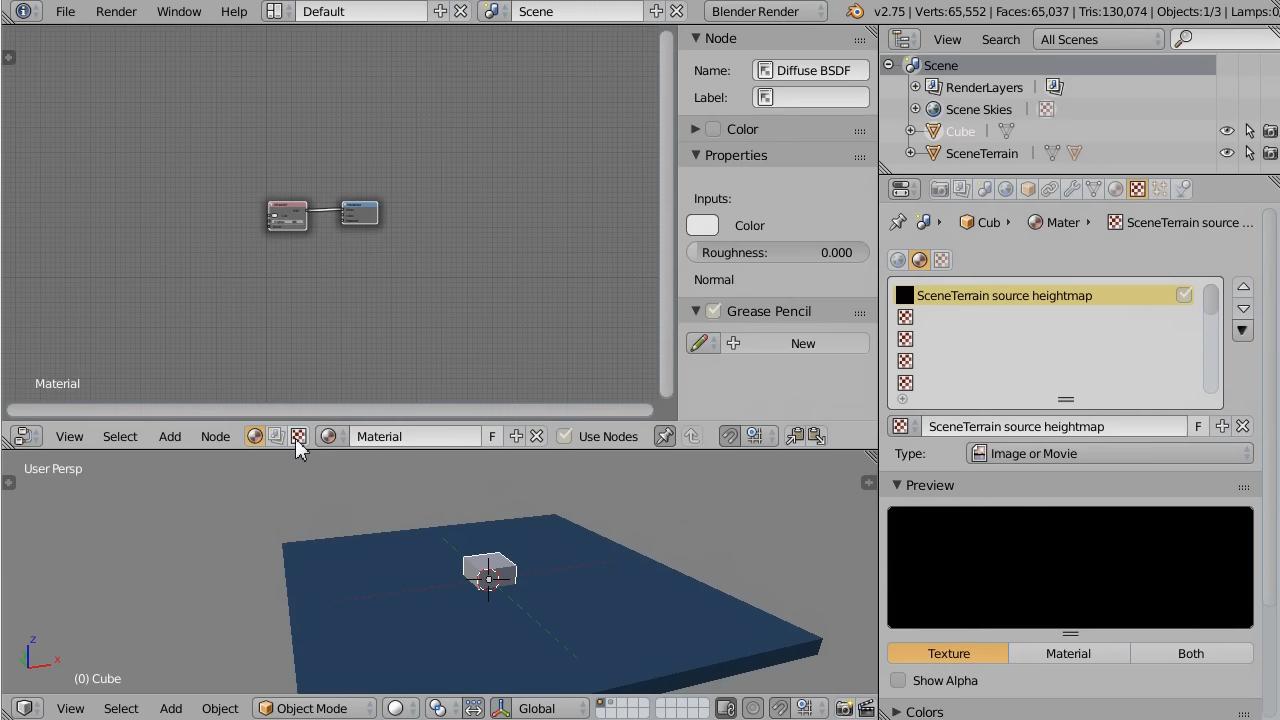 File Render Window Help Default Scene Blender Render v2.75 | Verts:65,552 | Faces:65,037 | Tris:130,074 | Objects:1/3 | Lamps:0
Node
Name: Diffuse BSDF
Label:
Color
Properties
Inputs:
Color
Roughness: 0.000
Normal
Grease Pencil
New
Material
View Select Add Node Material F Use Nodes
User Persp
z
x
(0) Cube
View Select Add Object Object Mode Global
View Search All Scenes
Scene
RenderLayers
Scene Skies
Cube
SceneTerrain
Cub Mater SceneTerrain source ...
SceneTerrain source heightmap
SceneTerrain source heightmap F
Type: Image or Movie
Preview
Texture Material Both
Show Alpha
Colors